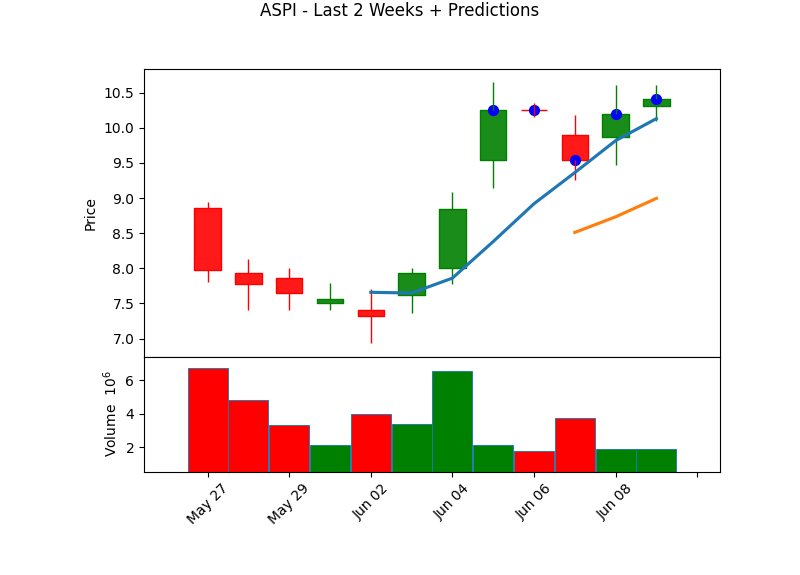 ASPI - Last 2 Weeks + Predictions
10.5
10.0
9.5
9.0
8.5
8.0
7.5
7.0
Price
6
4
2
Volume 10^6
May 27
May 29
Jun 02
Jun 04
Jun 06
Jun 08